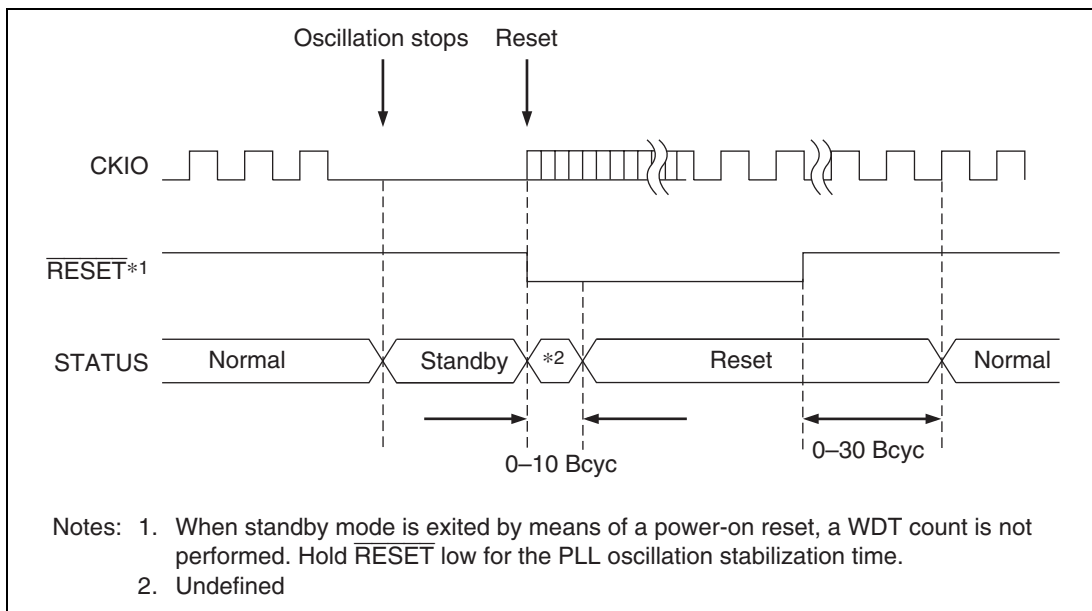 Oscillation stops Reset
CKIO
RESET*1
STATUS Normal Standby *2 Reset Normal
0–10 Bcyc 0–30 Bcyc
Notes: 1. When standby mode is exited by means of a power-on reset, a WDT count is not
performed. Hold RESET low for the PLL oscillation stabilization time.
2. Undefined